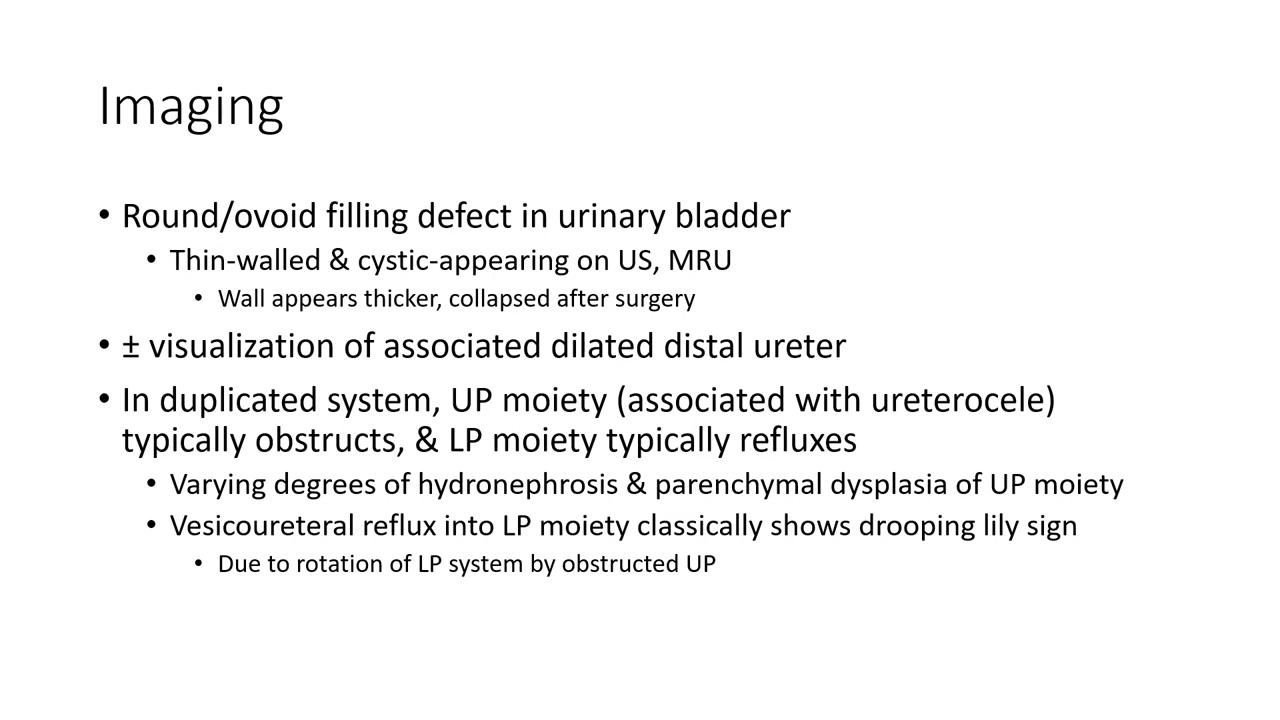 Imaging
• Round/ovoid filling defect in urinary bladder
• Thin-walled & cystic-appearing on US, MRU
• Wall appears thicker, collapsed after surgery
• ± visualization of associated dilated distal ureter
• In duplicated system, UP moiety (associated with ureterocele)
typically obstructs, & LP moiety typically refluxes
• Varying degrees of hydronephrosis & parenchymal dysplasia of UP moiety
• Vesicoureteral reflux into LP moiety classically shows drooping lily sign
• Due to rotation of LP system by obstructed UP